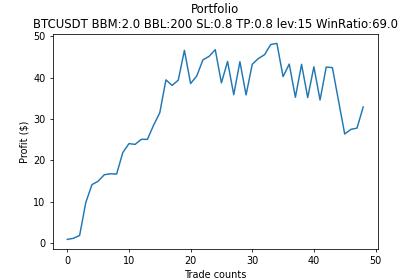 Portfolio
BTCUSDT BBM:2.0 BBL:200 SL:0.8 TP:0.8 lev:15 WinRatio:69.0
50
40
30
20
10
0
Profit ($)
0 10 20 30 40 50
Trade counts